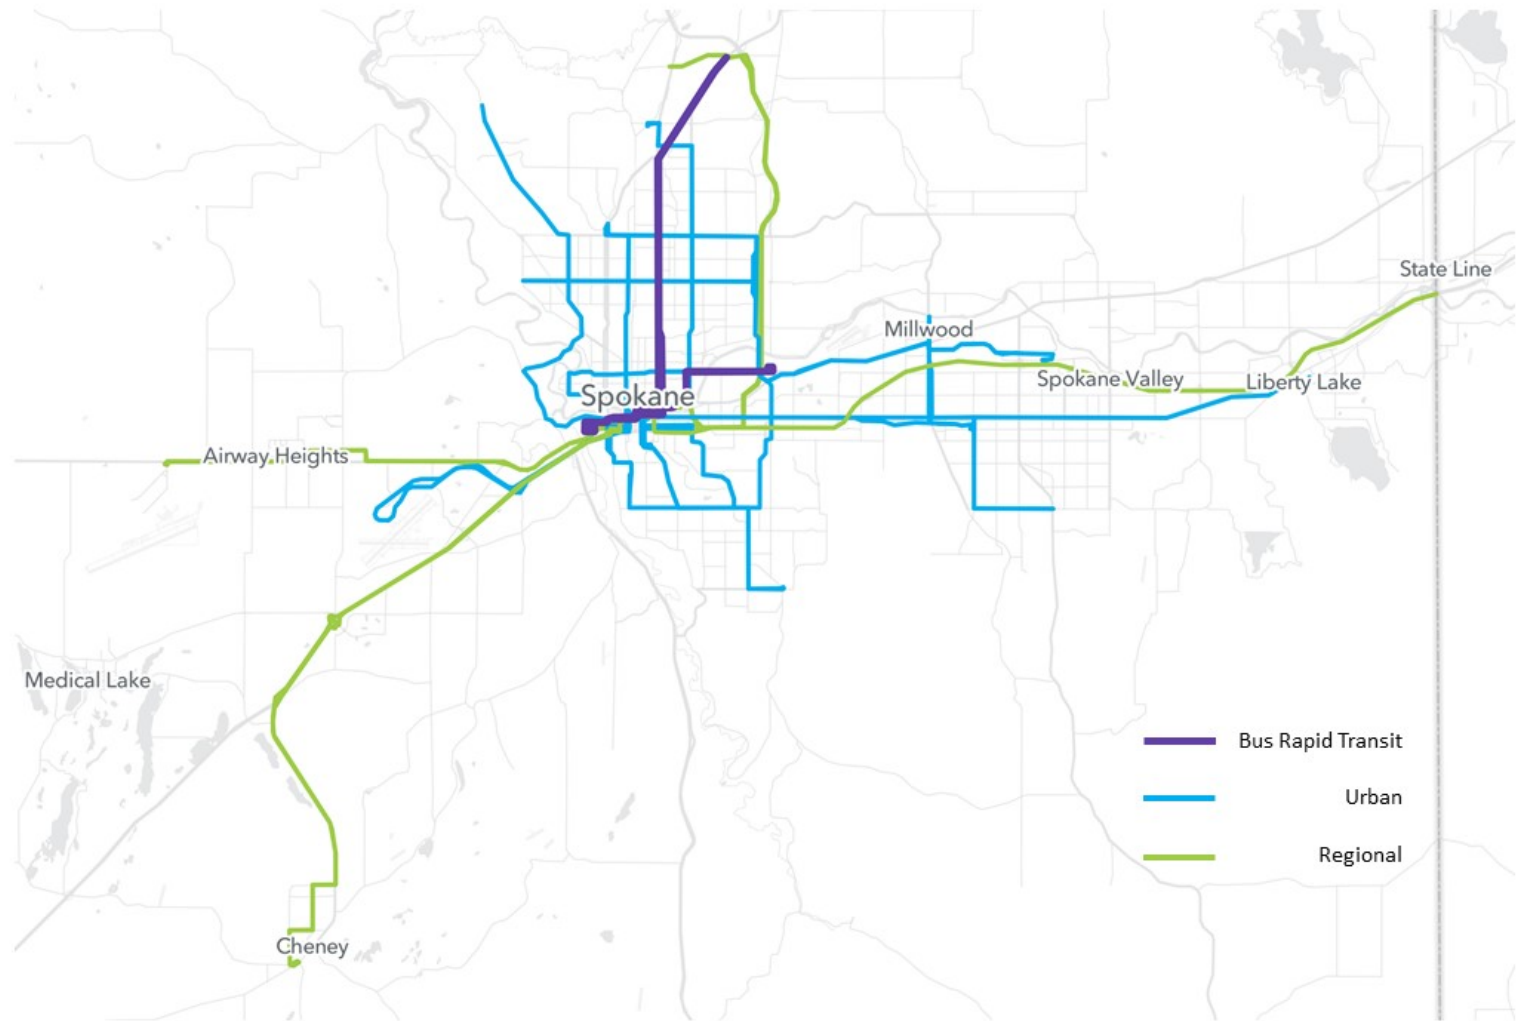 State Line
Millwood
Spokane Valley
Liberty Lake
Spokane
Airway Heights
Medical Lake
Bus Rapid Transit
Urban
Regional
Cheney